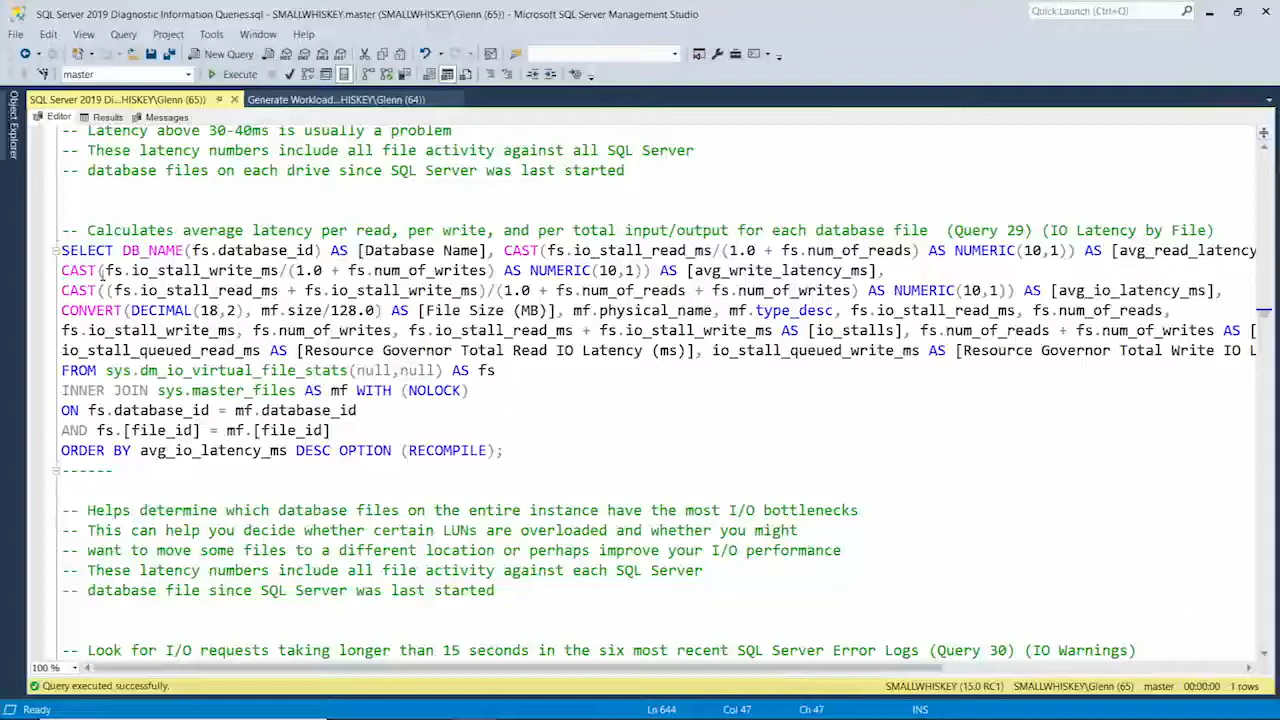 SQL Server 2019 Diagnostic Information Queries.sql - SMALLWHISKEY.master (SMALLWHISKEY\Glenn (65)) - Microsoft SQL Server Management Studio
Quick Launch (Ctrl+Q)
File Edit View Query Project Tools Window Help
New Query
master Execute
SQL Server 2019 Di...HISKEY\Glenn (65)) Generate Workload...HISKEY\Glenn (64))
Object Explorer
Editor Results Messages
-- Latency above 30-40ms is usually a problem
-- These latency numbers include all file activity against all SQL Server
-- database files on each drive since SQL Server was last started
-- Calculates average latency per read, per write, and per total input/output for each database file  (Query 29) (IO Latency by File)
SELECT DB_NAME(fs.database_id) AS [Database Name], CAST(fs.io_stall_read_ms/(1.0 + fs.num_of_reads) AS NUMERIC(10,1)) AS [avg_read_latency
CAST(fs.io_stall_write_ms/(1.0 + fs.num_of_writes) AS NUMERIC(10,1)) AS [avg_write_latency_ms],
CAST((fs.io_stall_read_ms + fs.io_stall_write_ms)/(1.0 + fs.num_of_reads + fs.num_of_writes) AS NUMERIC(10,1)) AS [avg_io_latency_ms],
CONVERT(DECIMAL(18,2), mf.size/128.0) AS [File Size (MB)], mf.physical_name, mf.type_desc, fs.io_stall_read_ms, fs.num_of_reads,
fs.io_stall_write_ms, fs.num_of_writes, fs.io_stall_read_ms + fs.io_stall_write_ms AS [io_stalls], fs.num_of_reads + fs.num_of_writes AS [
io_stall_queued_read_ms AS [Resource Governor Total Read IO Latency (ms)], io_stall_queued_write_ms AS [Resource Governor Total Write IO L
FROM sys.dm_io_virtual_file_stats(null,null) AS fs
INNER JOIN sys.master_files AS mf WITH (NOLOCK)
ON fs.database_id = mf.database_id
AND fs.[file_id] = mf.[file_id]
ORDER BY avg_io_latency_ms DESC OPTION (RECOMPILE);
------
-- Helps determine which database files on the entire instance have the most I/O bottlenecks
-- This can help you decide whether certain LUNs are overloaded and whether you might
-- want to move some files to a different location or perhaps improve your I/O performance
-- These latency numbers include all file activity against each SQL Server
-- database file since SQL Server was last started
-- Look for I/O requests taking longer than 15 seconds in the six most recent SQL Server Error Logs (Query 30) (IO Warnings)
100 %
Query executed successfully. SMALLWHISKEY (15.0 RC1) SMALLWHISKEY\Glenn (65) master 00:00:00 1 rows
Ready Ln 644 Col 47 Ch 47 INS